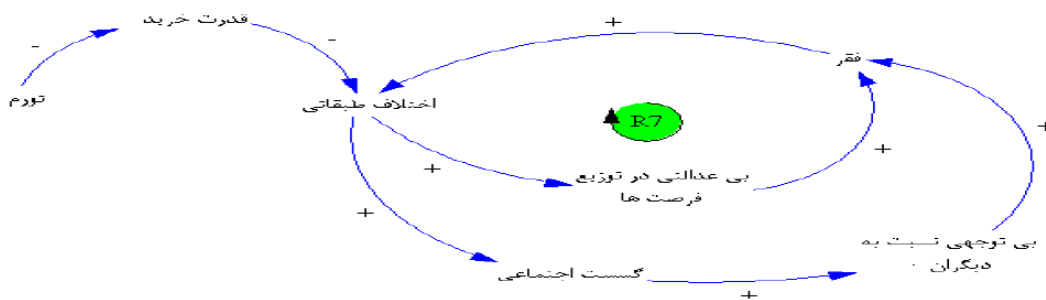 قدرت خرید
تورم
اختلاف طبقاتی
فقر
R7
بی عدالتی در توزیع
فرصت ها
گسست اجتماعی
بی توجهی نسبت به
دیگران
-
-
+
+
+
+
+
+
+